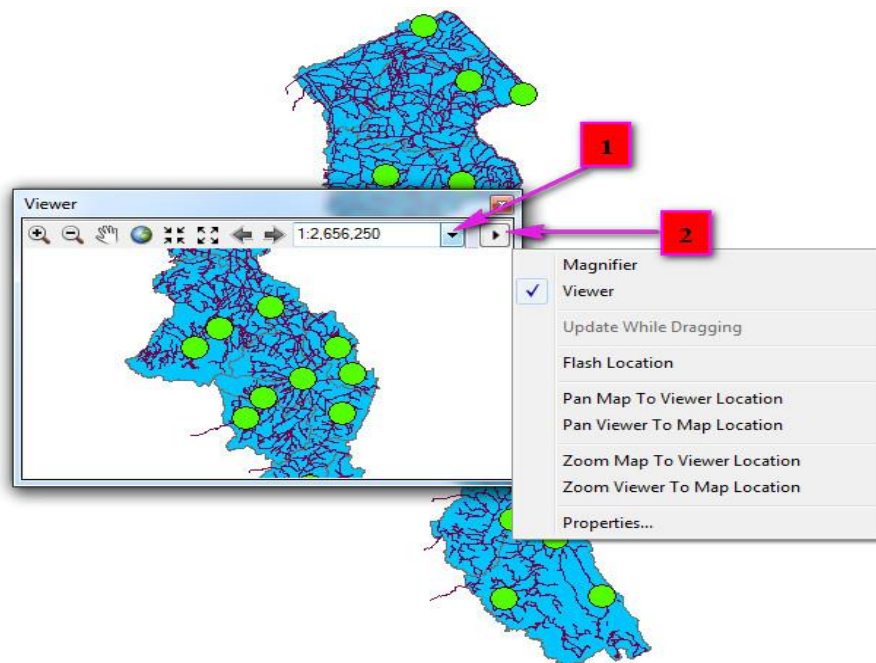 1
Viewer
1:2,656,250
2
Magnifier
Viewer
Update While Dragging
Flash Location
Pan Map To Viewer Location
Pan Viewer To Map Location
Zoom Map To Viewer Location
Zoom Viewer To Map Location
Properties...